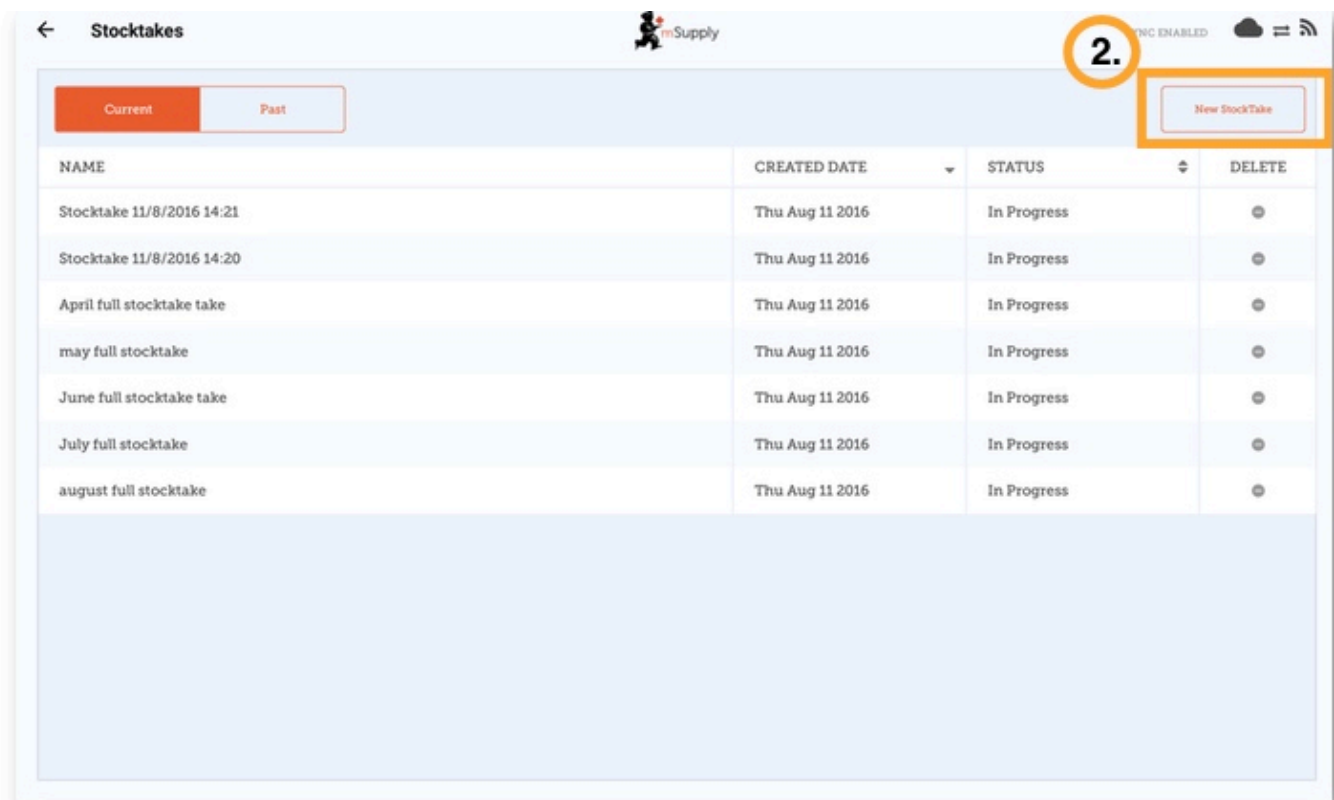 Stocktakes
mSupply
2.
YNC ENABLED
Current
Past
New StockTake
NAME CREATED DATE STATUS DELETE
Stocktake 11/8/2016 14:21 Thu Aug 11 2016 In Progress
Stocktake 11/8/2016 14:20 Thu Aug 11 2016 In Progress
April full stocktake take Thu Aug 11 2016 In Progress
may full stocktake Thu Aug 11 2016 In Progress
June full stocktake take Thu Aug 11 2016 In Progress
July full stocktake Thu Aug 11 2016 In Progress
august full stocktake Thu Aug 11 2016 In Progress